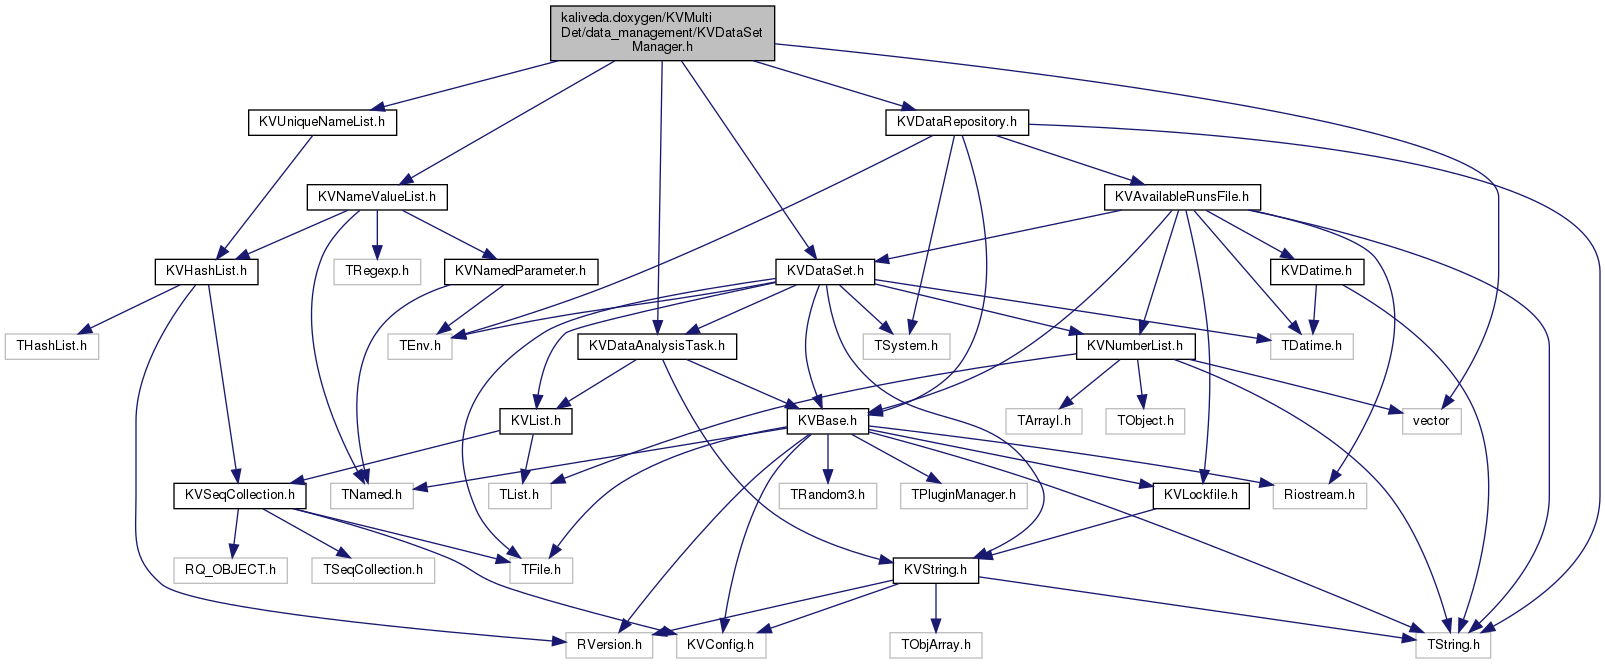 kaliveda.doxygen/KVMulti
Det/data_management/KVDataSet
Manager.h
KVUniqueNameList.h
KVDataRepository.h
KVNameValueList.h
KVAvailableRunsFile.h
KVHashList.h
TRegexp.h
KVNamedParameter.h
KVDataSet.h
KVDatime.h
THashList.h
TEnv.h
KVDataAnalysisTask.h
TSystem.h
KVNumberList.h
TDatime.h
KVList.h
KVBase.h
TArrayI.h
TObject.h
vector
KVSeqCollection.h
TNamed.h
TList.h
TRandom3.h
TPluginManager.h
KVLockfile.h
Riostream.h
RQ_OBJECT.h
TSeqCollection.h
TFile.h
KVString.h
RVersion.h
KVConfig.h
TObjArray.h
TString.h